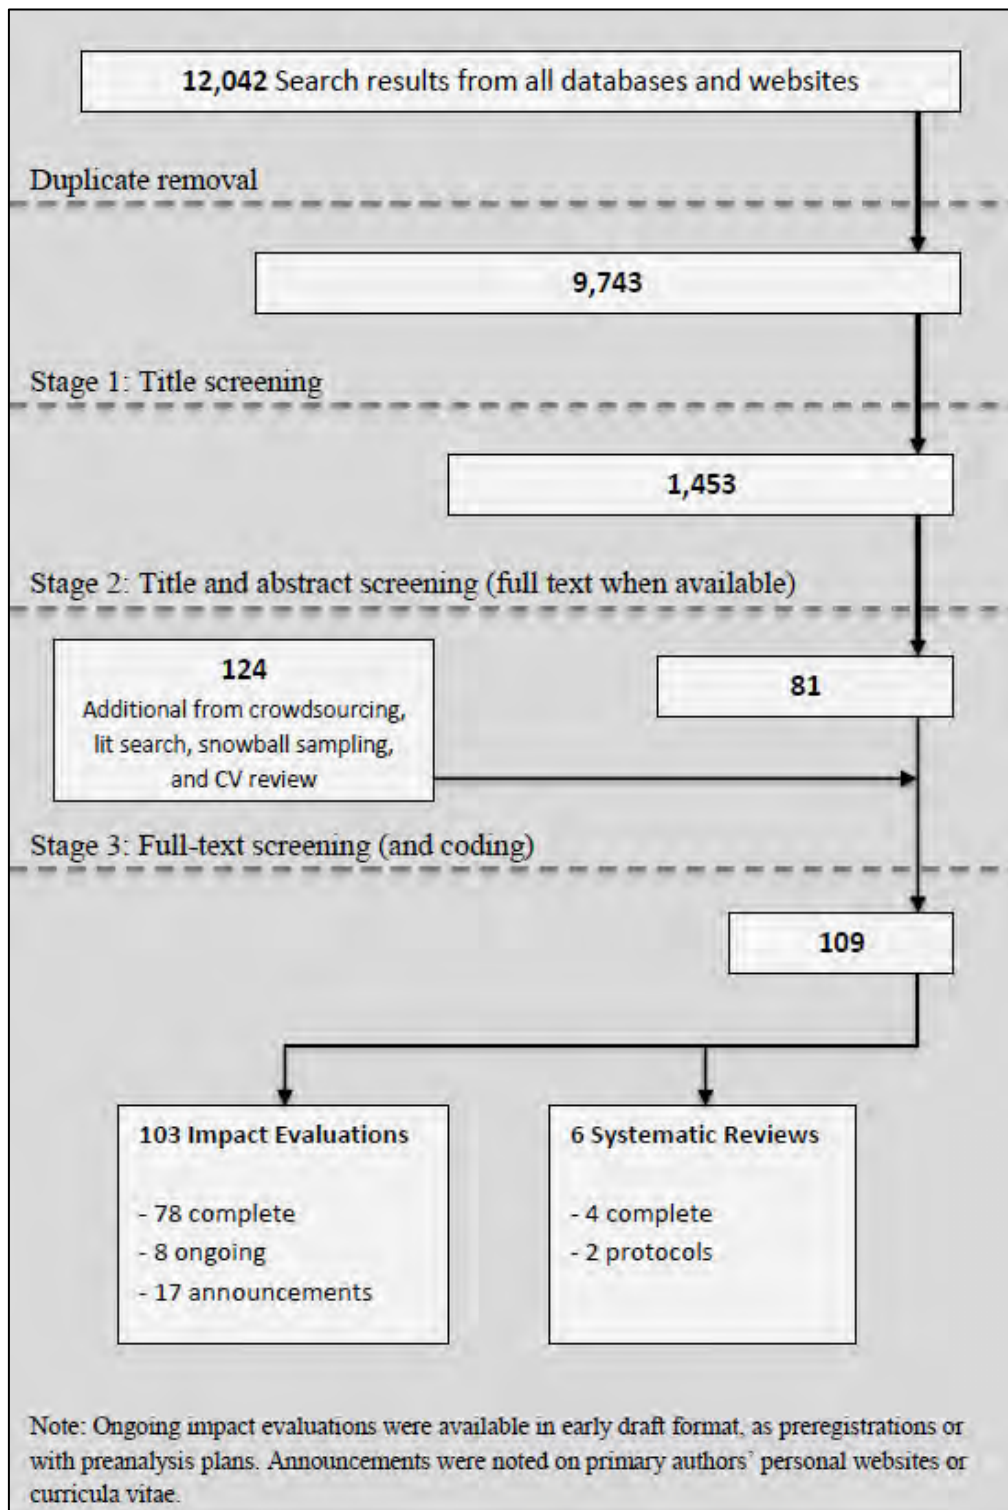 12,042 Search results from all databases and websites
Duplicate removal
9,743
Stage 1: Title screening
1,453
Stage 2: Title and abstract screening (full text when available)
124
Additional from crowdsourcing,
lit search, snowball sampling,
and CV review
81
Stage 3: Full-text screening (and coding)
109
103 Impact Evaluations
- 78 complete
- 8 ongoing
- 17 announcements
6 Systematic Reviews
- 4 complete
- 2 protocols
Note: Ongoing impact evaluations were available in early draft format, as preregistrations or
with preanalysis plans. Announcements were noted on primary authors' personal websites or
curricula vitae.